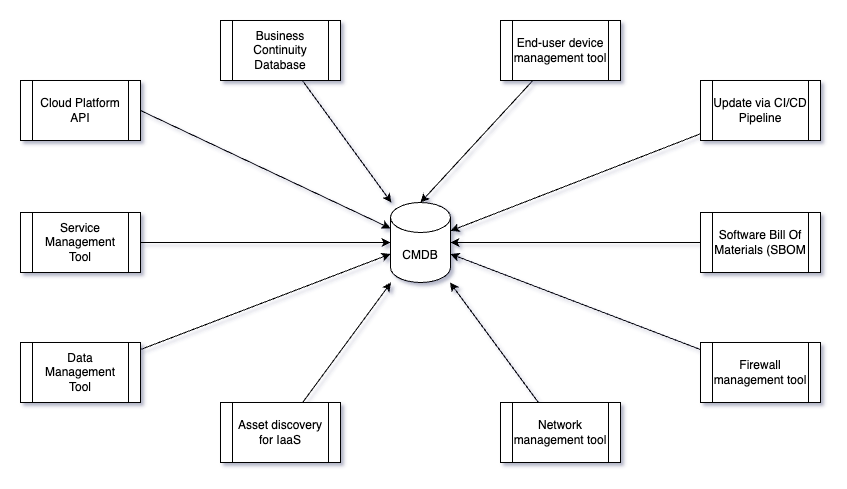 Business
Continuity
Database
End-user device
management tool
Cloud Platform
API
Update via CI/CD
Pipeline
Service
Management
Tool
CMDB
Software Bill Of
Materials (SBOM
Data
Management
Tool
Firewall
management tool
Asset discovery
for IaaS
Network
management tool